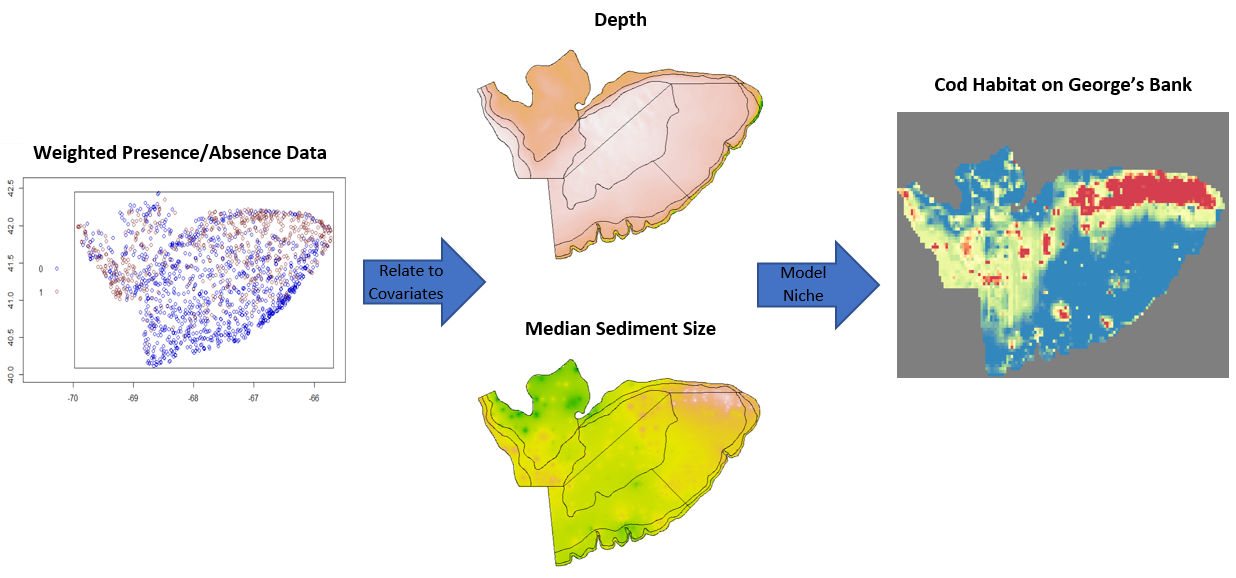 Weighted Presence/Absence Data
42.5
42.0
41.5
41.0
40.5
40.0
0
1
-70
-69
-68
-67
-66
Relate to
Covariates
Depth
Median Sediment Size
Model
Niche
Cod Habitat on George's Bank